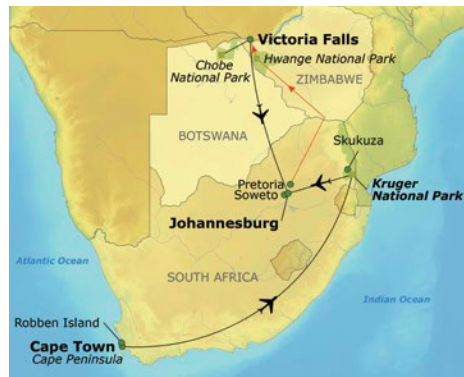 Victoria Falls
Chobe
National Park
Hwange National Park
ZIMBABWE
BOTSWANA
Skukuza
Pretoria
Soweto
Kruger
National Park
Johannesburg
Atlantic Ocean
SOUTH AFRICA
Indian Ocean
Robben Island
Cape Town
Cape Peninsula